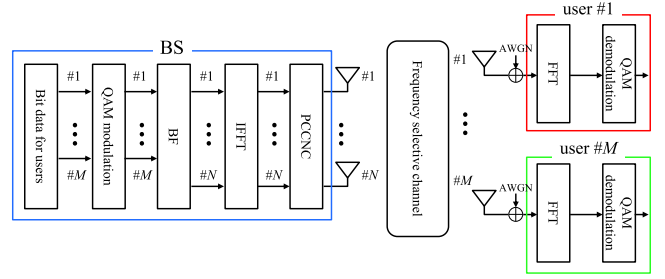 BS
Bit data for users
#1
#M
QAM modulation
#1
#M
BF
#1
#N
IFFT
#1
#N
PCCNC
#1
#N
Frequency selective channel
#1
AWGN
user #1
FFT
QAM
demodulation
#M
AWGN
user #M
FFT
QAM
demodulation